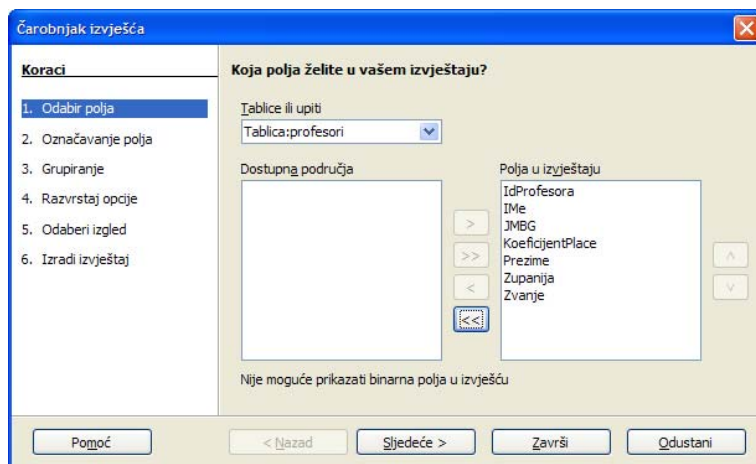 Čarobnjak izvješća
Koraci
1. Odabir polja
2. Označavanje polja
3. Grupiranje
4. Razvrstaj opcije
5. Odaberi izgled
6. Izradi izvještaj
Koja polja želite u vašem izvještaju?
Tablice ili upiti
Tablica:profesori
Dostupna područja
>
>>
<
<<
Polja u izvještaju
IdProfesora
IMe
JMBG
KoeficijentPlace
Prezime
Zupanija
Zvanje
^
v
Nije moguće prikazati binarna polja u izvješću
Pomoć
< Nazad
Sljedeće >
Završi
Odustani